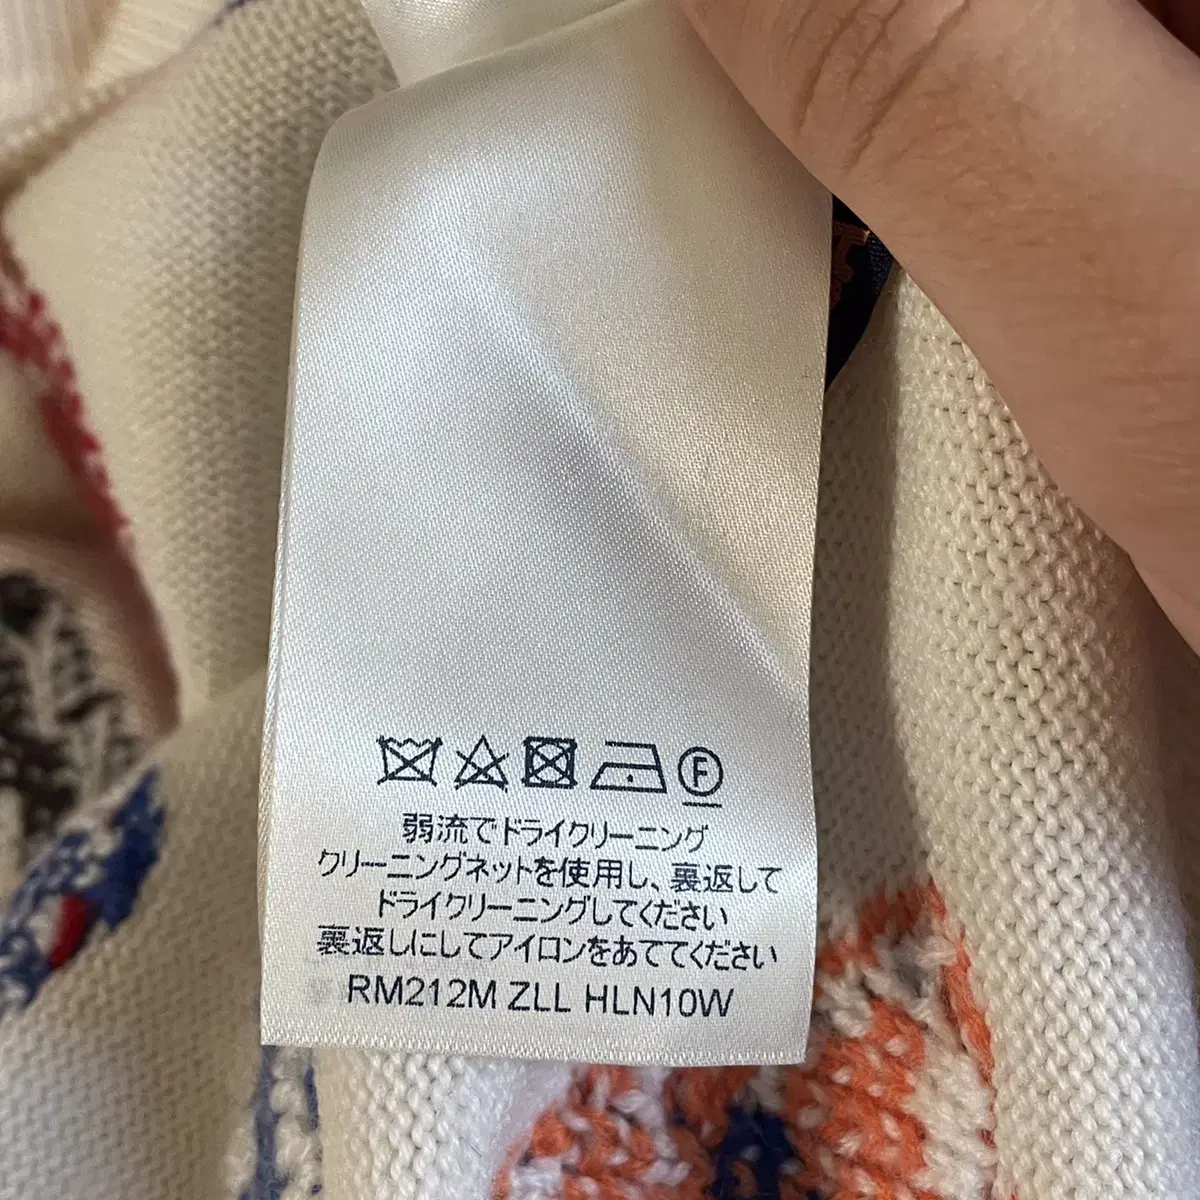 F
弱流でドライクリーニング
クリーニングネットを使用し、裏返して
ドライクリーニングしてください
裏返しにしてアイロンをあててください
RM212M ZLL HLN10W